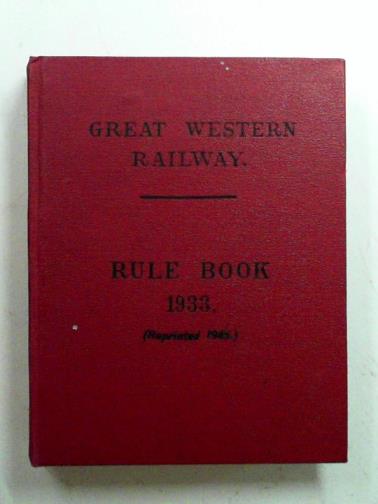 GREAT WESTERN
RAILWAY.
RULE BOOK
1933.
(Reprinted 1945.)